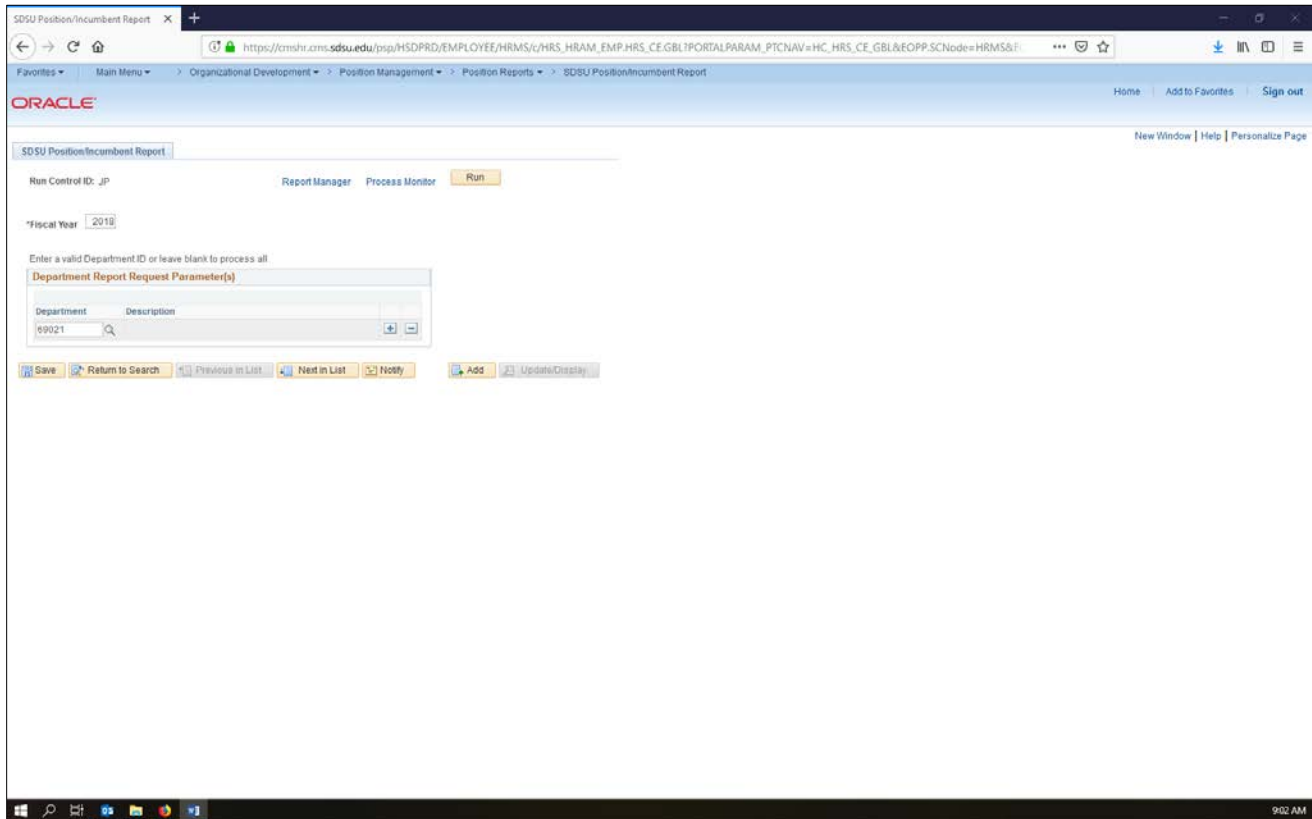 SDSU Position/Incumbent Report
https://cmshr.cms.sdsu.edu/psp/HSDPRD/EMPLOYEE/HRMS/c/HRS_HRAM_EMP.HRS_CE.GBL?PORTALPARAM_PTCNAV=HC_HRS_CE_GBL&EOPP.SCNode=HRMS&E
Favorites Main Menu > Organizational Development > Position Management > Position Reports > SDSU Position/Incumbent Report
ORACLE
Home Add to Favorites Sign out
New Window | Help | Personalize Page
SDSU Position/Incumbent Report
Run Control ID: JP Report Manager Process Monitor Run
*Fiscal Year 2018
Enter a valid Department ID or leave blank to process all
Department Report Request Parameter(s)
Department Description
69021
Save Return to Search Previous in List Next in List Notify Add Update/Display
9:02 AM